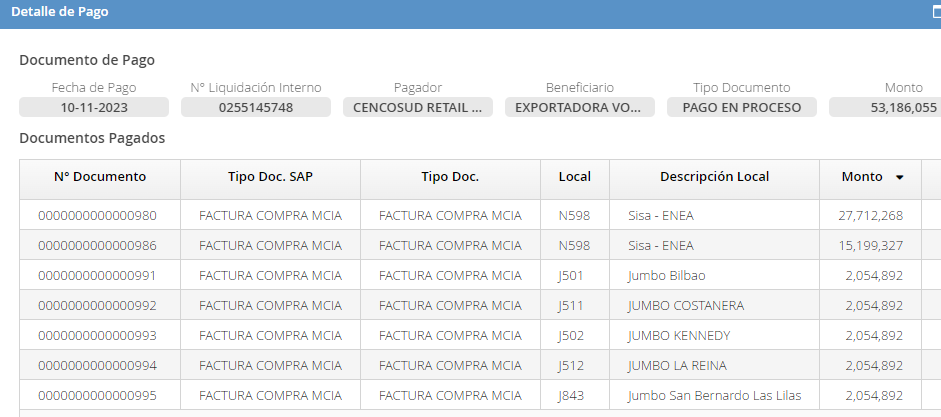 Detalle de Pago
Documento de Pago
Fecha de Pago N° Liquidación Interno Pagador Beneficiario Tipo Documento Monto
10-11-2023 0255145748 CENCOSUD RETAIL ... EXPORTADORA VO... PAGO EN PROCESO 53,186,055
Documentos Pagados
N° Documento Tipo Doc. SAP Tipo Doc. Local Descripción Local Monto
0000000000000980 FACTURA COMPRA MCIA FACTURA COMPRA MCIA N598 Sisa - ENEA 27,712,268
0000000000000986 FACTURA COMPRA MCIA FACTURA COMPRA MCIA N598 Sisa - ENEA 15,199,327
0000000000000991 FACTURA COMPRA MCIA FACTURA COMPRA MCIA J501 Jumbo Bilbao 2,054,892
0000000000000992 FACTURA COMPRA MCIA FACTURA COMPRA MCIA J511 JUMBO COSTANERA 2,054,892
0000000000000993 FACTURA COMPRA MCIA FACTURA COMPRA MCIA J502 JUMBO KENNEDY 2,054,892
0000000000000994 FACTURA COMPRA MCIA FACTURA COMPRA MCIA J512 JUMBO LA REINA 2,054,892
0000000000000995 FACTURA COMPRA MCIA FACTURA COMPRA MCIA J843 Jumbo San Bernardo Las Lilas 2,054,892